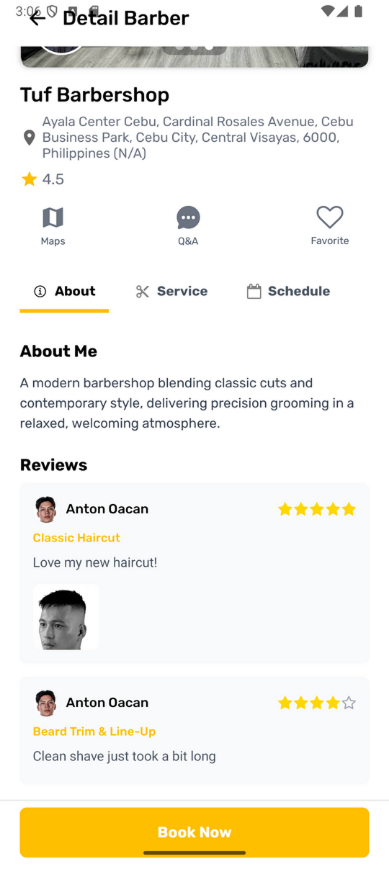 3:06
Detail Barber
Tuf Barbershop
Ayala Center Cebu, Cardinal Rosales Avenue, Cebu
Business Park, Cebu City, Central Visayas, 6000,
Philippines (N/A)
4.5
Maps
Q&A
Favorite
About
Service
Schedule
About Me
A modern barbershop blending classic cuts and
contemporary style, delivering precision grooming in a
relaxed, welcoming atmosphere.
Reviews
Anton Oacan
Classic Haircut
Love my new haircut!
Anton Oacan
Beard Trim & Line-Up
Clean shave just took a bit long
Book Now